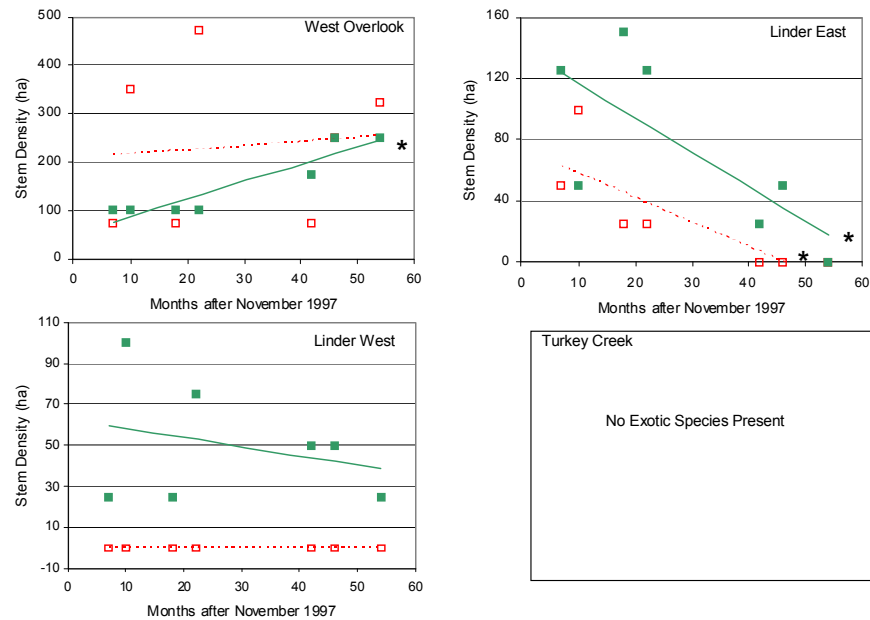 West Overlook
Stem Density (ha)
500
400
300
200
100
0
0 10 20 30 40 50 60
Months after November 1997
*
Linder East
Stem Density (ha)
160
120
80
40
0
0 10 20 30 40 50 60
Months after November 1997
*
*
Linder West
Stem Density (ha)
110
90
70
50
30
10
-10
0 10 20 30 40 50 60
Months after November 1997
Turkey Creek
No Exotic Species Present